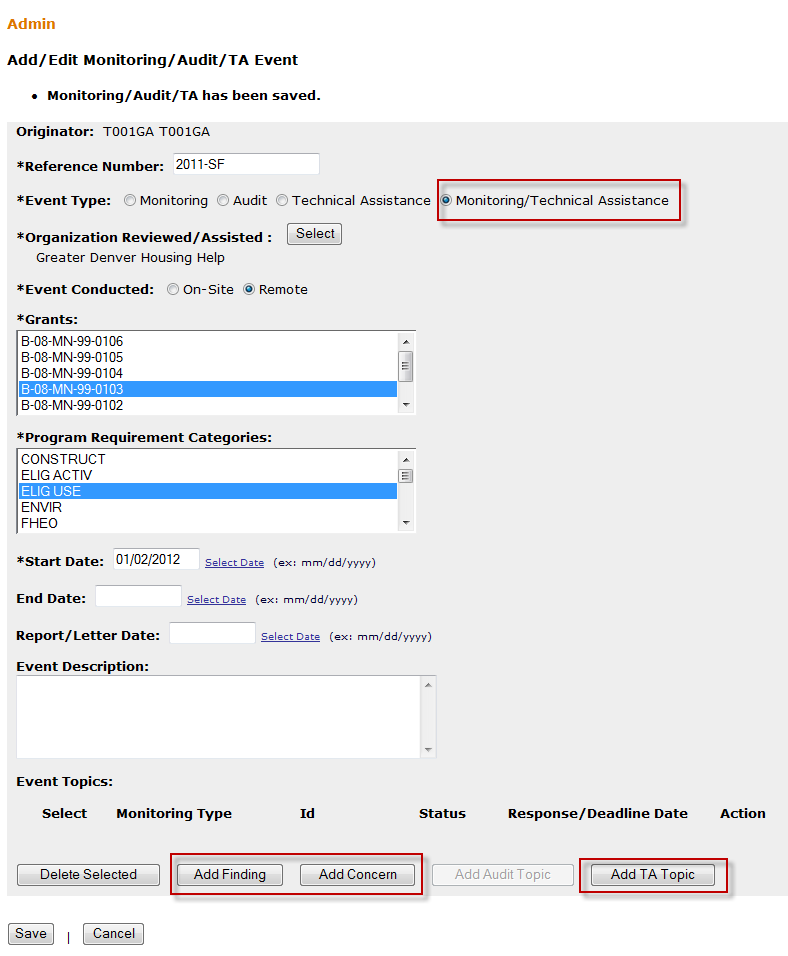 Admin
Add/Edit Monitoring/Audit/TA Event
• Monitoring/Audit/TA has been saved.
Originator: T001GA T001GA
*Reference Number: 2011-SF
*Event Type: Monitoring Audit Technical Assistance Monitoring/Technical Assistance
*Organization Reviewed/Assisted : Select
Greater Denver Housing Help
*Event Conducted: On-Site Remote
*Grants:
B-08-MN-99-0106
B-08-MN-99-0105
B-08-MN-99-0104
B-08-MN-99-0103
B-08-MN-99-0102
*Program Requirement Categories:
CONSTRUCT
ELIG ACTIV
ELIG USE
ENVIR
FHEO
*Start Date: 01/02/2012 Select Date (ex: mm/dd/yyyy)
End Date: Select Date (ex: mm/dd/yyyy)
Report/Letter Date: Select Date (ex: mm/dd/yyyy)
Event Description:
Event Topics:
Select Monitoring Type Id Status Response/Deadline Date Action
Delete Selected Add Finding Add Concern Add Audit Topic Add TA Topic
Save | Cancel